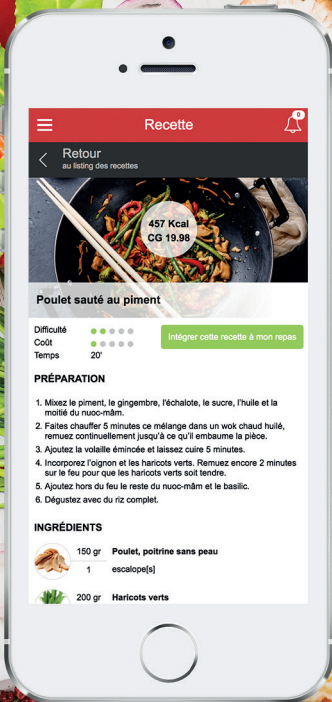 Recette
0
Retour
au listing des recettes
457 Kcal
CG 19.98
Poulet sauté au piment
Difficulté
Coût
Temps 20'
Intégrer cette recette à mon repas
PRÉPARATION
1. Mixez le piment, le gingembre, l'échalote, le sucre, l'huile et la
moitié du nuoc-mâm.
2. Faites chauffer 5 minutes ce mélange dans un wok chaud huilé,
remuez continuellement jusqu'à ce qu'il embaume la pièce.
3. Ajoutez la volaille émincée et laissez cuire 5 minutes.
4. Incorporez l'oignon et les haricots verts. Remuez encore 2 minutes
sur le feu pour que les haricots verts soit tendre.
5. Ajoutez hors du feu le reste du nuoc-mâm et le basilic.
6. Dégustez avec du riz complet.
INGRÉDIENTS
150 gr Poulet, poitrine sans peau
1 escalope[s]
200 gr Haricots verts